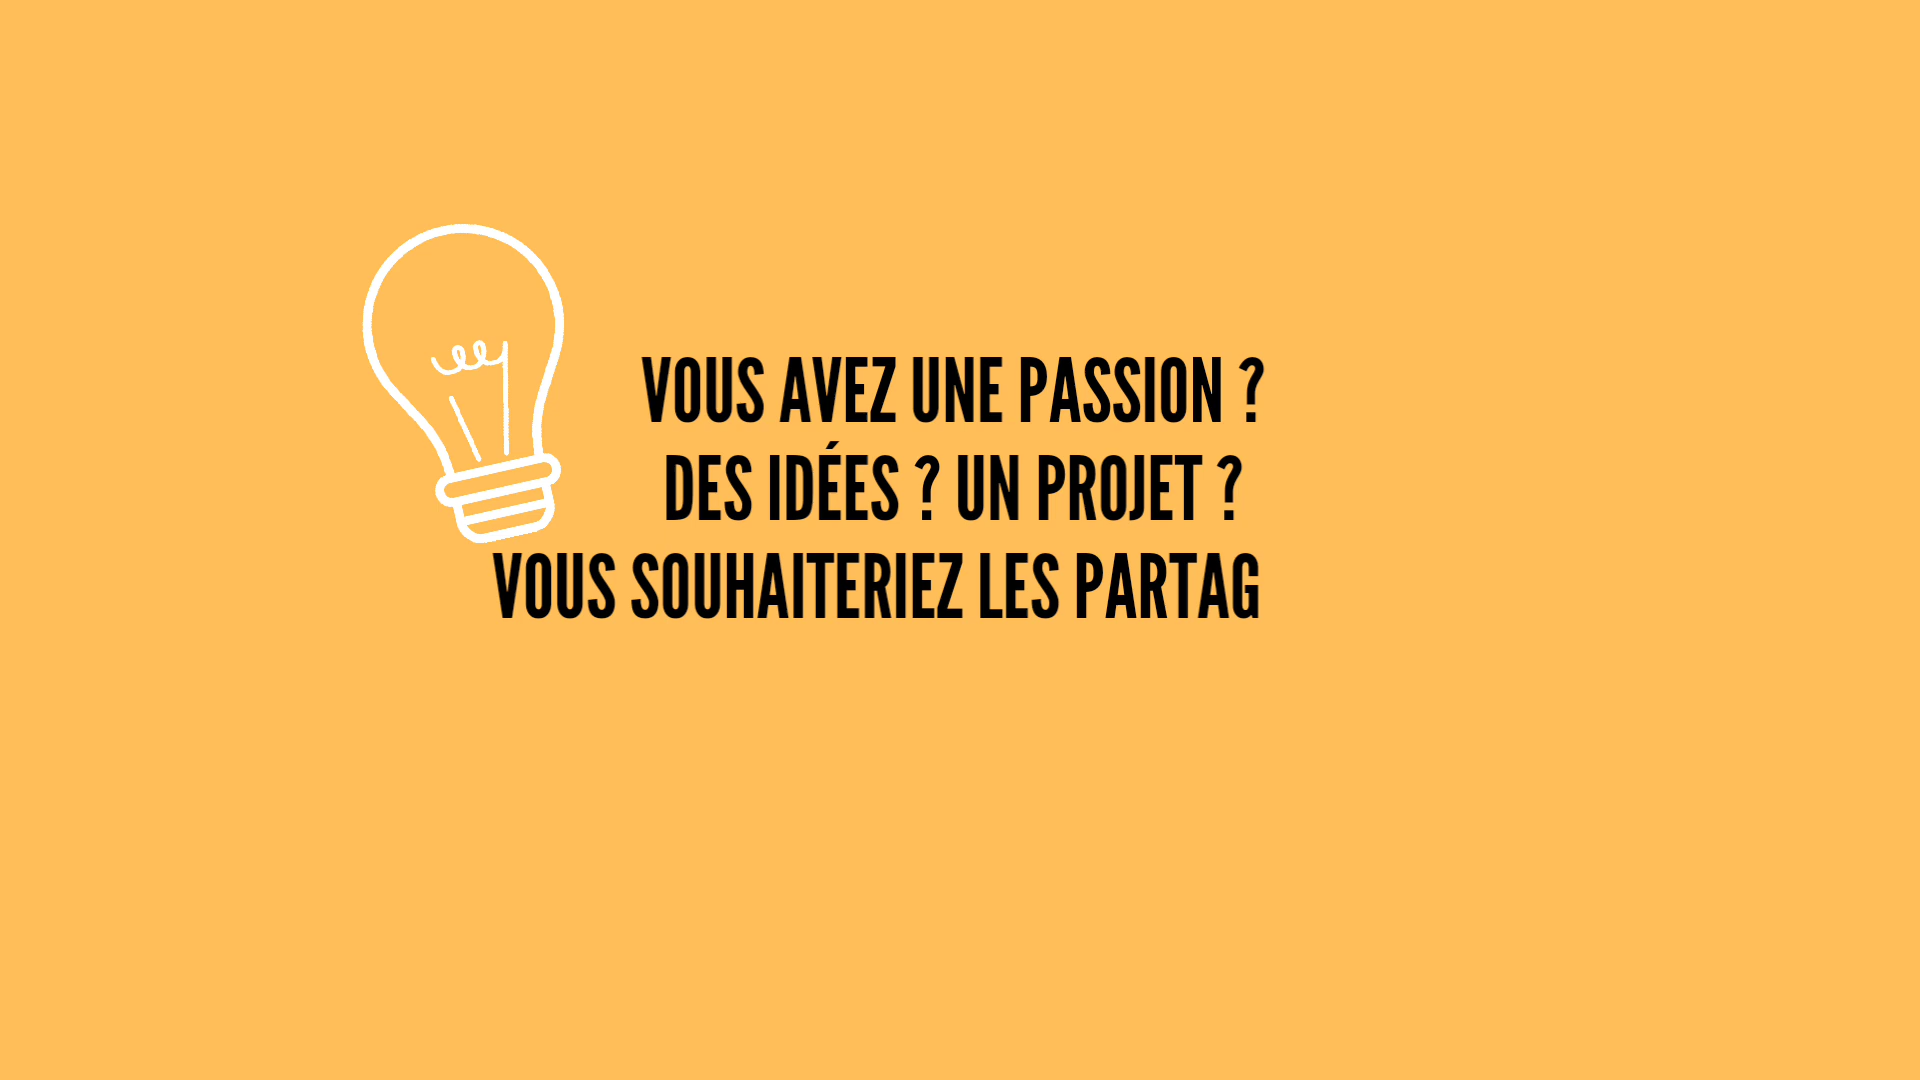 VOUS AVEZ UNE PASSION ?
DES IDÉES ? UN PROJET ?
VOUS SOUHAITERIEZ LES PARTAG